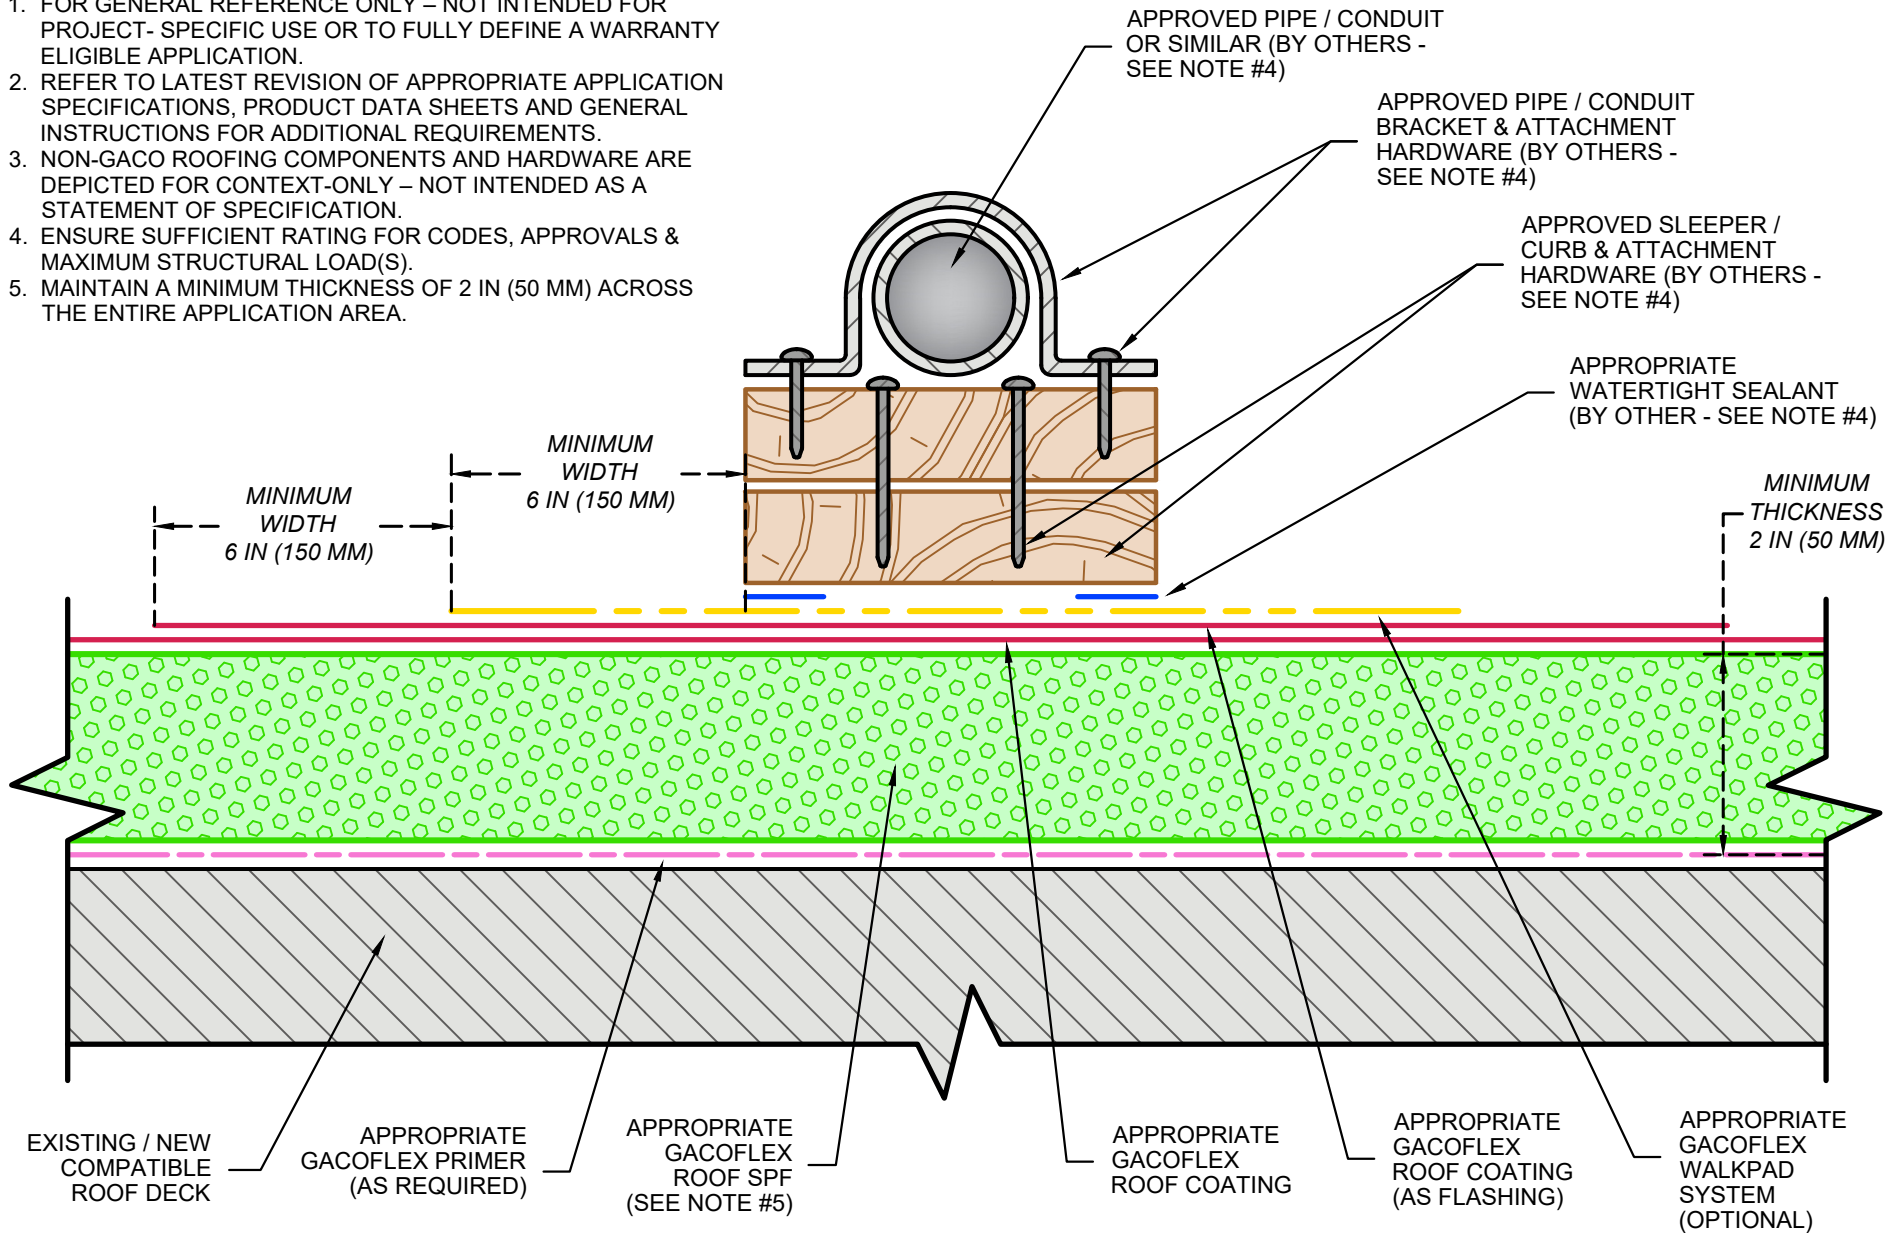 1. FOR GENERAL REFERENCE ONLY – NOT INTENDED FOR
PROJECT- SPECIFIC USE OR TO FULLY DEFINE A WARRANTY
ELIGIBLE APPLICATION.
2. REFER TO LATEST REVISION OF APPROPRIATE APPLICATION
SPECIFICATIONS, PRODUCT DATA SHEETS AND GENERAL
INSTRUCTIONS FOR ADDITIONAL REQUIREMENTS.
3. NON-GACO ROOFING COMPONENTS AND HARDWARE ARE
DEPICTED FOR CONTEXT-ONLY – NOT INTENDED AS A
STATEMENT OF SPECIFICATION.
4. ENSURE SUFFICIENT RATING FOR CODES, APPROVALS &
MAXIMUM STRUCTURAL LOAD(S).
5. MAINTAIN A MINIMUM THICKNESS OF 2 IN (50 MM) ACROSS
THE ENTIRE APPLICATION AREA.
APPROVED PIPE / CONDUIT
OR SIMILAR (BY OTHERS -
SEE NOTE #4)
APPROVED PIPE / CONDUIT
BRACKET & ATTACHMENT
HARDWARE (BY OTHERS -
SEE NOTE #4)
APPROVED SLEEPER /
CURB & ATTACHMENT
HARDWARE (BY OTHERS -
SEE NOTE #4)
APPROPRIATE
WATERTIGHT SEALANT
(BY OTHER - SEE NOTE #4)
MINIMUM
WIDTH
6 IN (150 MM)
MINIMUM
WIDTH
6 IN (150 MM)
MINIMUM
THICKNESS
2 IN (50 MM)
EXISTING / NEW
COMPATIBLE
ROOF DECK
APPROPRIATE
GACOFLEX PRIMER
(AS REQUIRED)
APPROPRIATE
GACOFLEX
ROOF SPF
(SEE NOTE #5)
APPROPRIATE
GACOFLEX
ROOF COATING
APPROPRIATE
GACOFLEX
ROOF COATING
(AS FLASHING)
APPROPRIATE
GACOFLEX
WALKPAD
SYSTEM
(OPTIONAL)